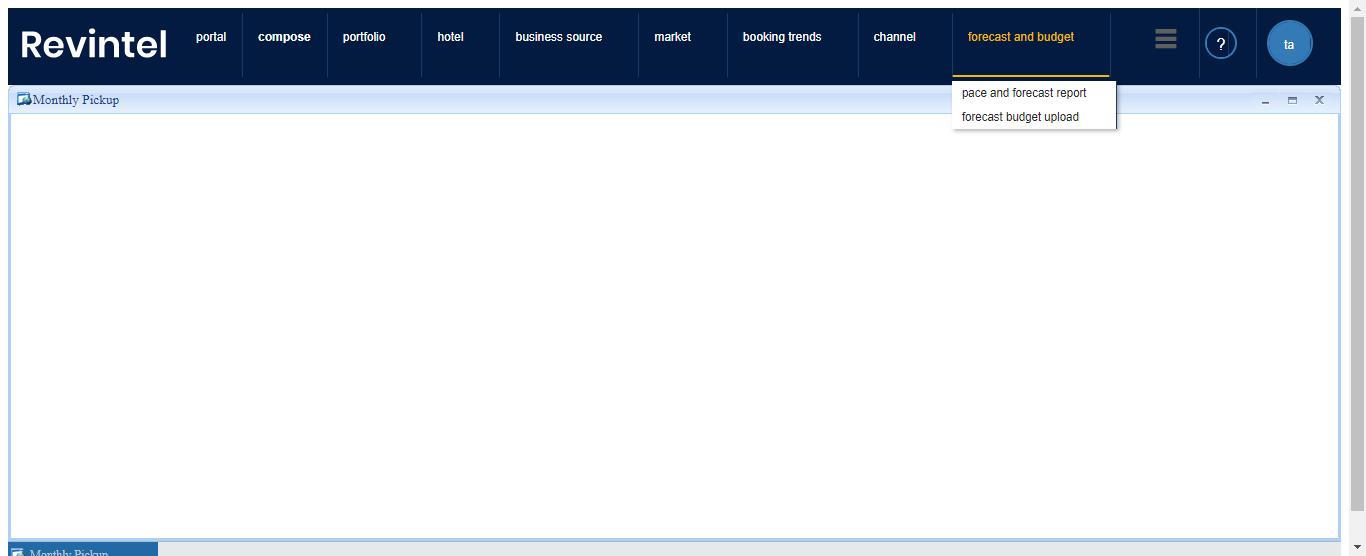 Revintel portal compose portfolio hotel business source market booking trends channel forecast and budget ? ta
Monthly Pickup
pace and forecast report
forecast budget upload
Monthly Pickup